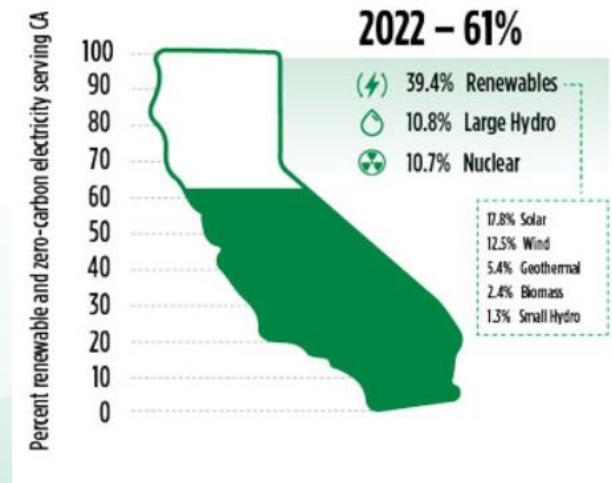 Percent renewable and zero-carbon electricity serving CA
100
90
80
70
60
50
40
30
20
10
0
2022 – 61%
39.4% Renewables
10.8% Large Hydro
10.7% Nuclear
17.8% Solar
12.5% Wind
5.4% Geothermal
2.4% Biomass
1.3% Small Hydro